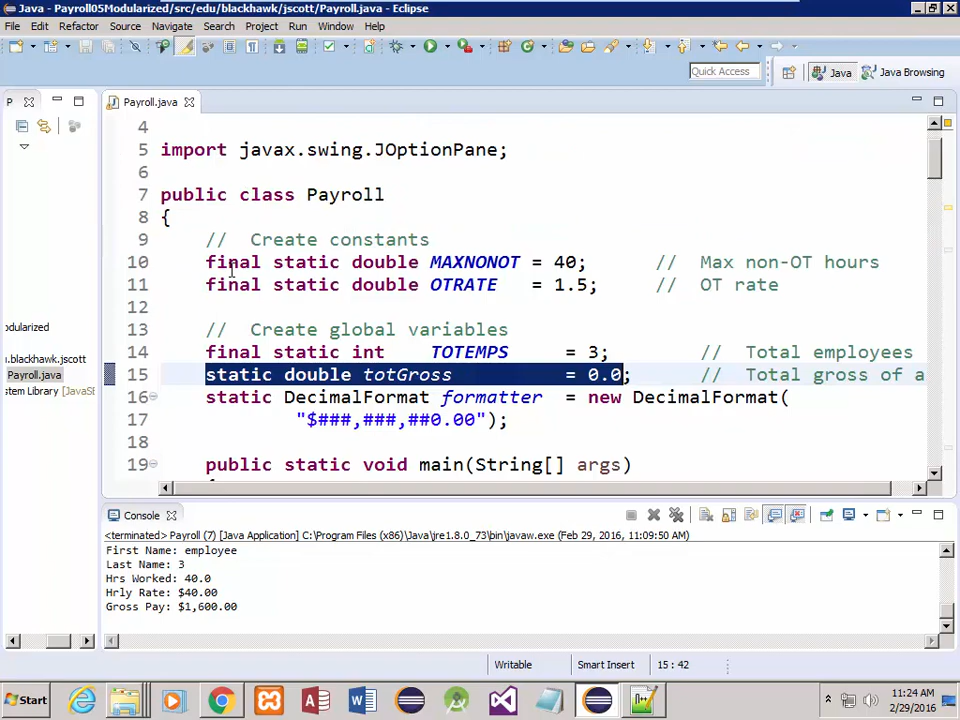 Java - Payroll05Modularized/src/edu/blackhawk/jscott/Payroll.java - Eclipse
File Edit Refactor Source Navigate Search Project Run Window Help
Quick Access Java Java Browsing
P Payroll.java
4
5 import javax.swing.JOptionPane;
6
7 public class Payroll
8 {
9 // Create constants
10 final static double MAXNONOT = 40; // Max non-OT hours
11 final static double OTRATE = 1.5; // OT rate
12
13 // Create global variables
14 final static int TOTEMPS = 3; // Total employees
15 static double totGross = 0.0; // Total gross of a
16 static DecimalFormat formatter = new DecimalFormat(
17 "$###,###,##0.00");
18
19 public static void main(String[] args)
odularized
u.blackhawk.jscott
Payroll.java
stem Library [JavaSE
Console
<terminated> Payroll (7) [Java Application] C:\Program Files (x86)\Java\jre1.8.0_73\bin\javaw.exe (Feb 29, 2016, 11:09:50 AM)
First Name: employee
Last Name: 3
Hrs Worked: 40.0
Hrly Rate: $40.00
Gross Pay: $1,600.00
Writable Smart Insert 15 : 42
Start
11:24 AM
2/29/2016